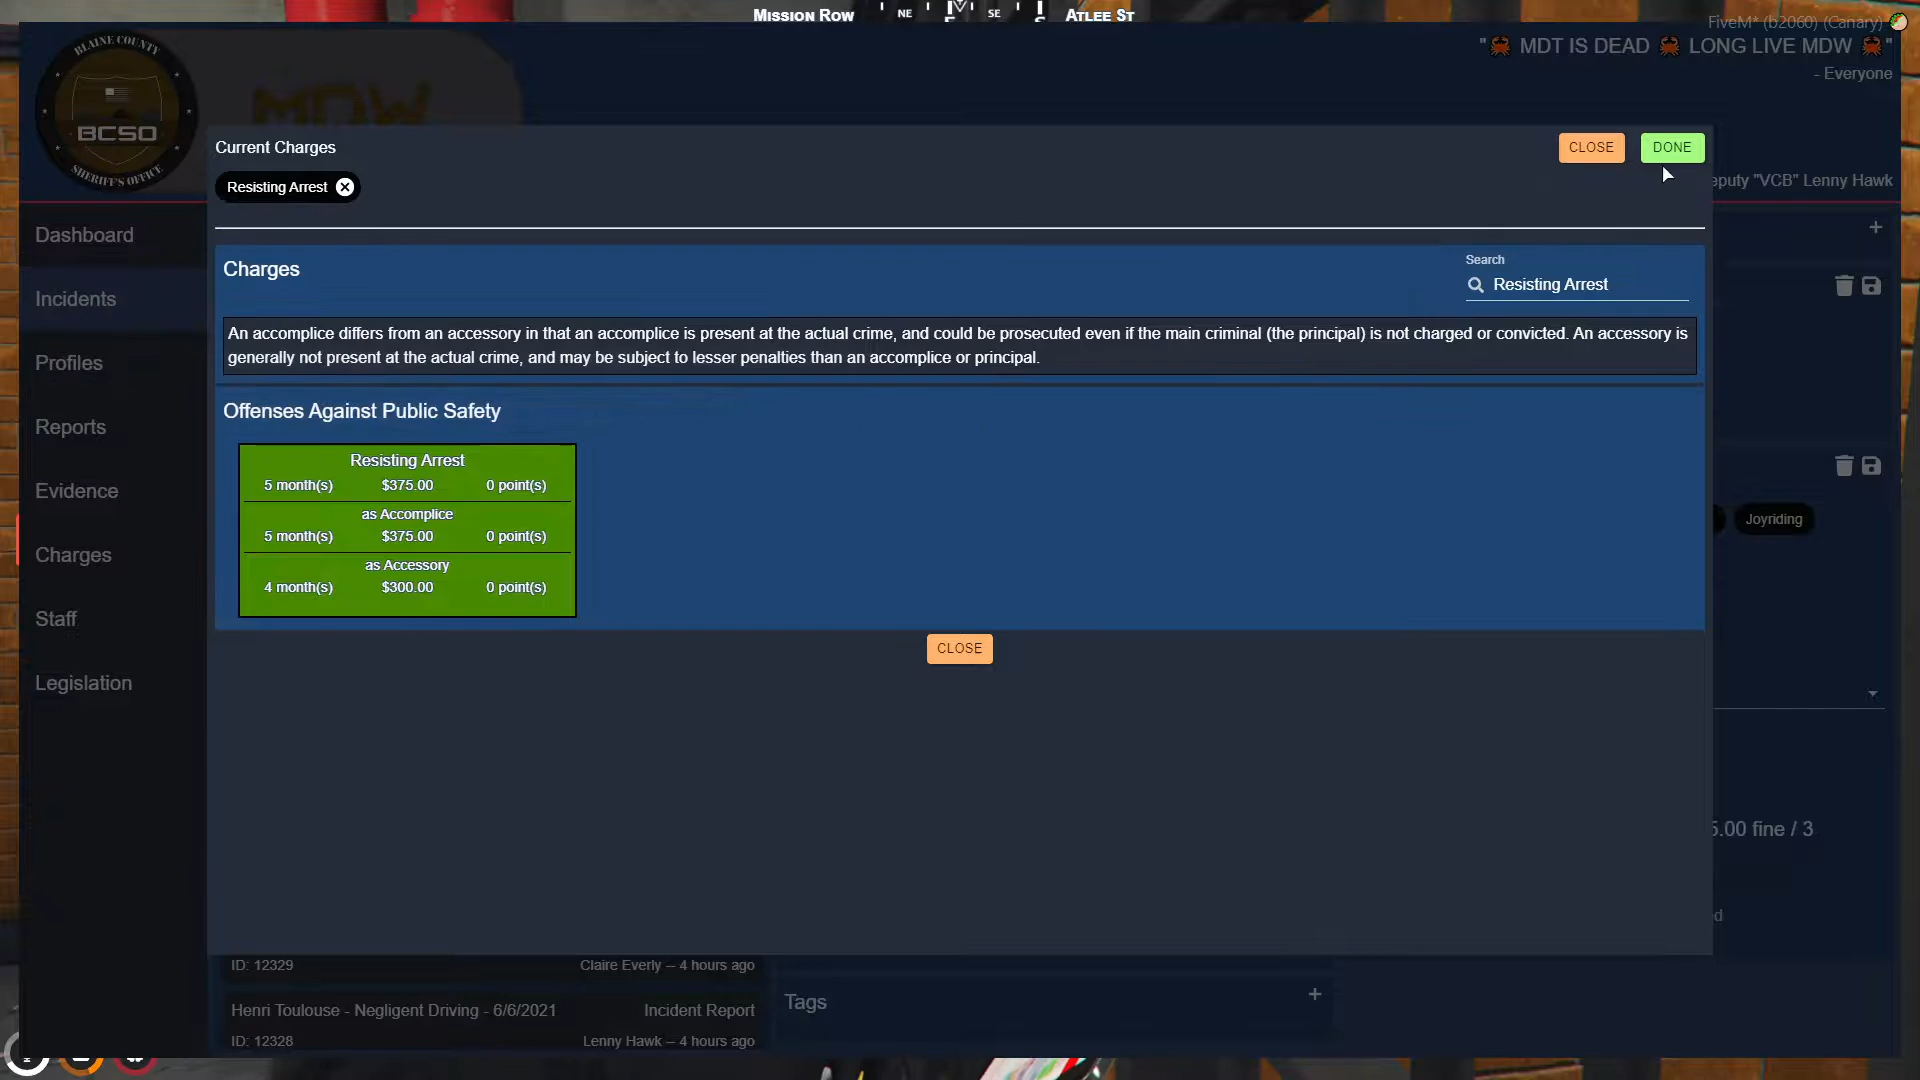 Mission Row NE SE Atlee St
FiveM* (b2060) (Canary)
" 🦀 MDT IS DEAD 🦀 LONG LIVE MDW 🦀 "
- Everyone
BLAINE COUNTY
BCSO
SHERIFF'S OFFICE
MDW
Current Charges
CLOSE
DONE
Resisting Arrest
eputy "VCB" Lenny Hawk
Dashboard
Incidents
Profiles
Reports
Evidence
Charges
Staff
Legislation
Charges
Search
Resisting Arrest
An accomplice differs from an accessory in that an accomplice is present at the actual crime, and could be prosecuted even if the main criminal (the principal) is not charged or convicted. An accessory is
generally not present at the actual crime, and may be subject to lesser penalties than an accomplice or principal.
Offenses Against Public Safety
Resisting Arrest
5 month(s) $375.00 0 point(s)
as Accomplice
5 month(s) $375.00 0 point(s)
as Accessory
4 month(s) $300.00 0 point(s)
CLOSE
Joyriding
5.00 fine / 3
ed
ID: 12329 Claire Everly – 4 hours ago
Henri Toulouse - Negligent Driving - 6/6/2021 Incident Report
ID: 12328 Lenny Hawk – 4 hours ago
Tags